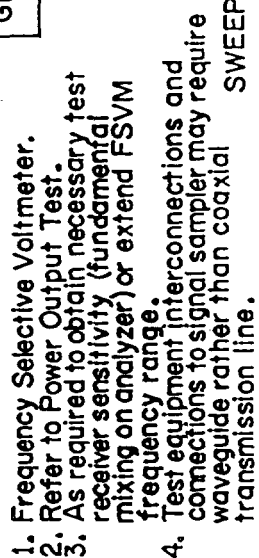 1. Frequency Selective Voltmeter.
2. Refer to Power Output Test.
3. As required to obtain necessary test
receiver sensitivity (fundamental
mixing on analyzer) or extend FSVM
frequency range.
4. Test equipment interconnections and
connections to signal sampler may require
waveguide rather than coaxial
transmission line.
SWEEP